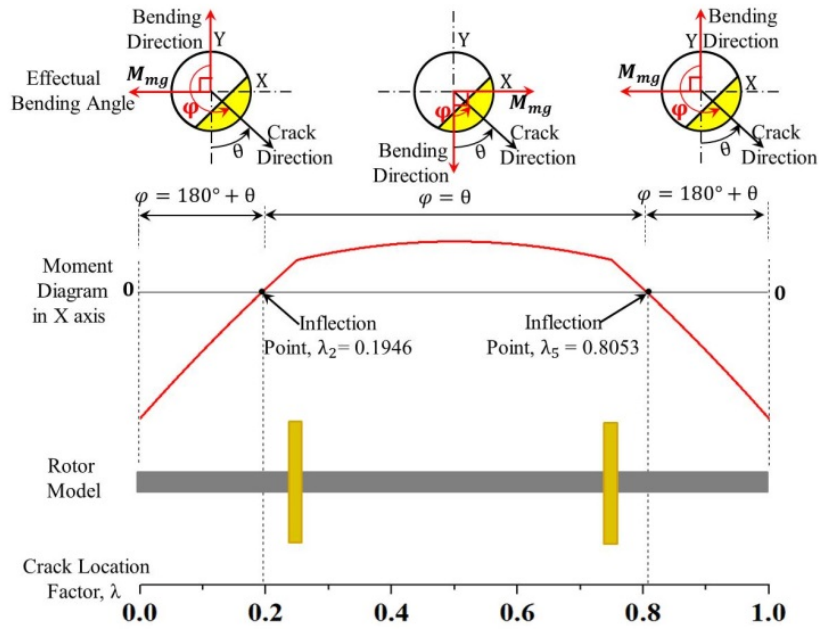 Bending
Direction
Y
X
M_mg
φ
θ
Crack
Direction
Effectual
Bending Angle
Y
X
M_mg
φ
θ
Crack
Direction
Bending
Direction
Y
Bending
Direction
X
M_mg
φ
θ
Crack
Direction
φ = 180° + θ
φ = θ
φ = 180° + θ
Moment
Diagram
in X axis
0
0
Inflection
Point, λ₂= 0.1946
Inflection
Point, λ₅ = 0.8053
Rotor
Model
Crack Location
Factor, λ
0.0 0.2 0.4 0.6 0.8 1.0